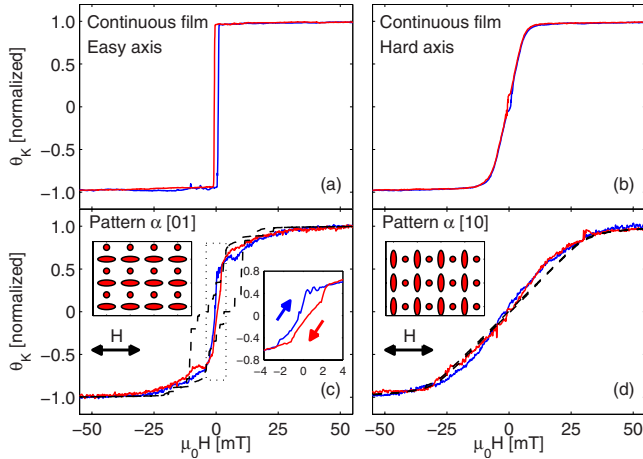 Continuous film
Easy axis
1.0
0.5
0
−0.5
−1.0
θK [normalized]
(a)
Continuous film
Hard axis
(b)
Pattern α [01]
1.0
0.5
0
−0.5
−1.0
θK [normalized]
H
0.8
0.4
0
−0.4
−0.8
−4 −2 0 2 4
(c)
−50 −25 0 25 50
μ0H [mT]
Pattern α [10]
H
(d)
−50 −25 0 25 50
μ0H [mT]